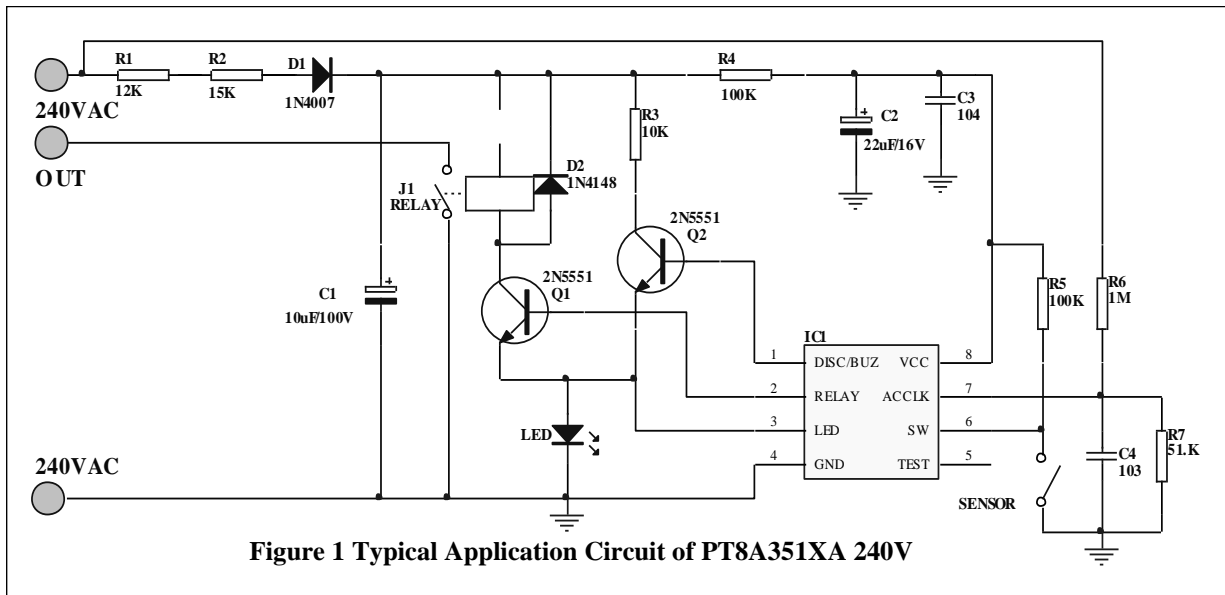 R1
R2
D1
R4
12K
15K
1N4007
100K
240VAC
OUT
R3
10K
C2
22uF/16V
C3
104
D2
1N4148
J1
RELAY
2N5551
Q2
2N5551
Q1
C1
10uF/100V
R5
100K
R6
1M
IC1
1 DISC/BUZ VCC 8
2 RELAY ACCLK 7
3 LED SW 6
4 GND TEST 5
LED
R7
51.K
C4
103
SENSOR
240VAC
Figure 1 Typical Application Circuit of PT8A351XA 240V